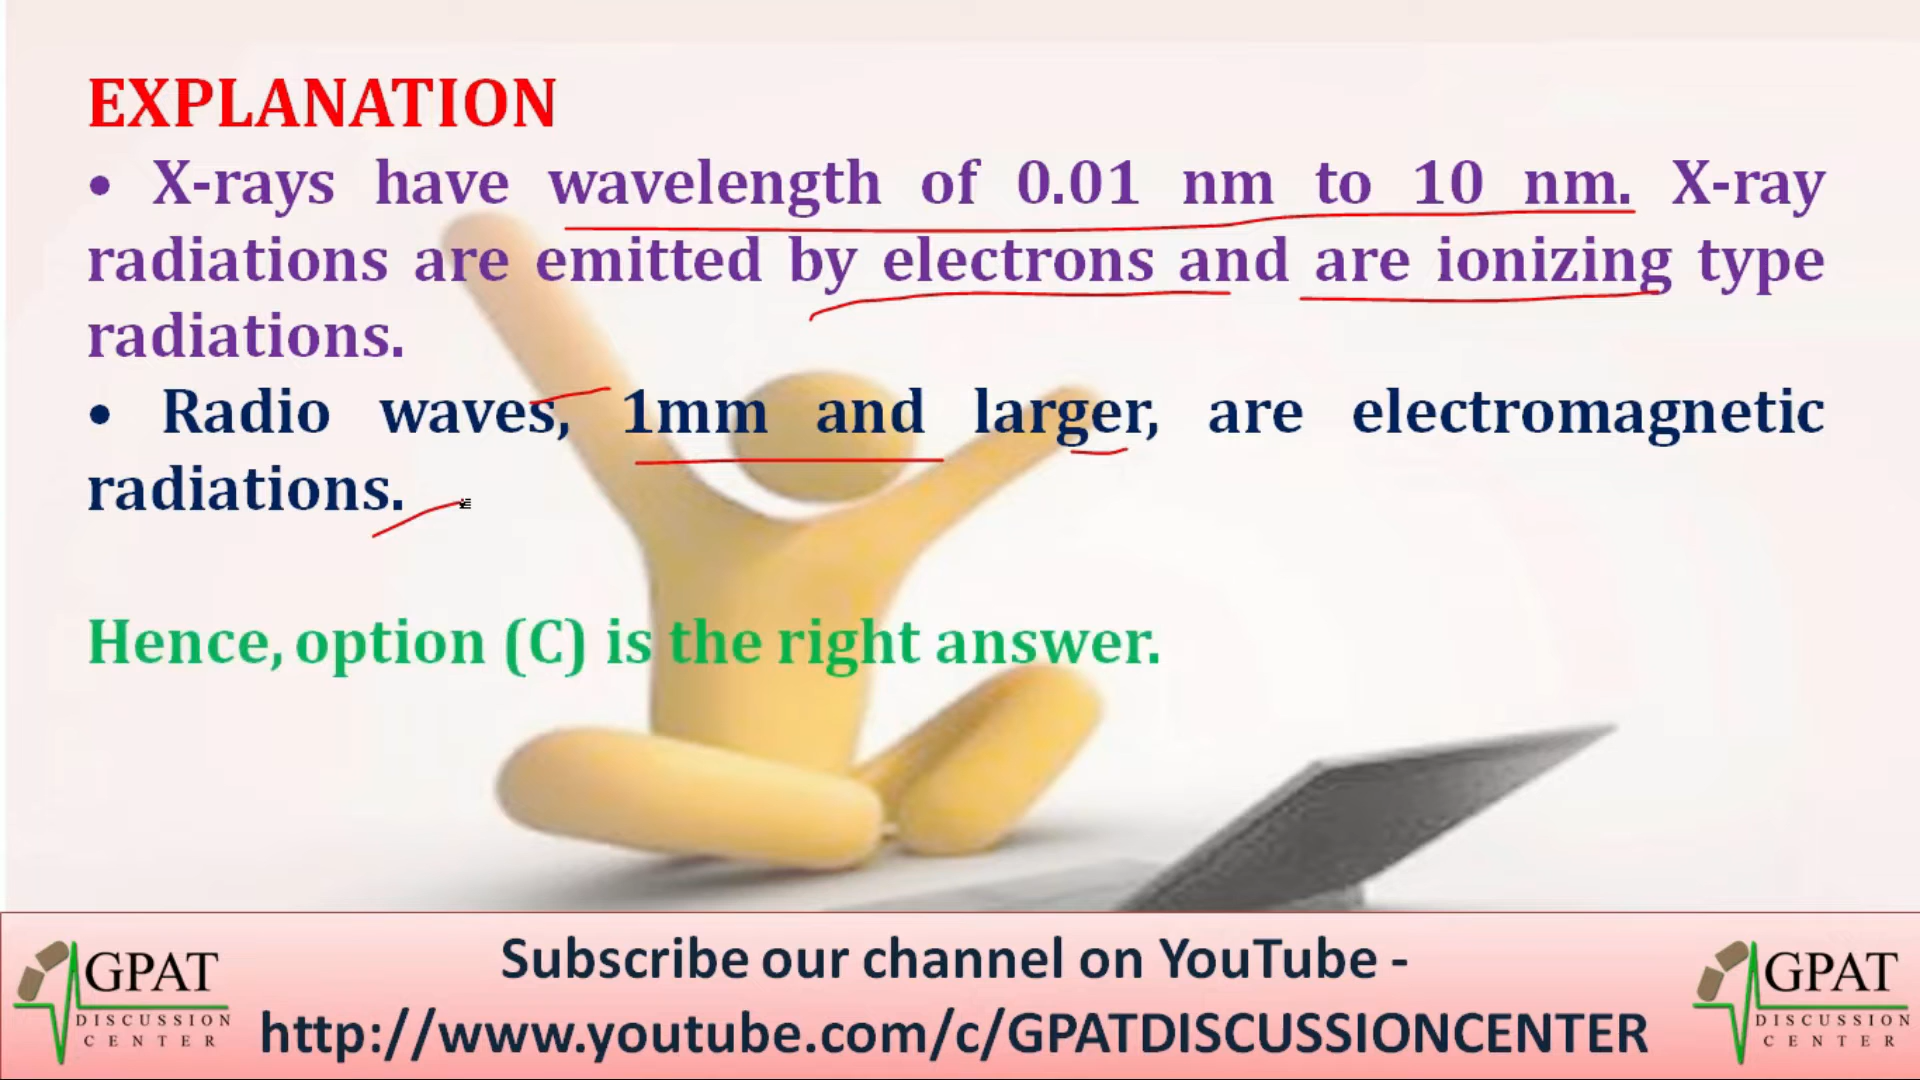 EXPLANATION
• X-rays have wavelength of 0.01 nm to 10 nm. X-ray
radiations are emitted by electrons and are ionizing type
radiations.
• Radio waves, 1mm and larger, are electromagnetic
radiations.
Hence, option (C) is the right answer.
GPAT
DISCUSSION
CENTER
Subscribe our channel on YouTube -
http://www.youtube.com/c/GPATDISCUSSIONCENTER
GPAT
DISCUSSION
CENTER